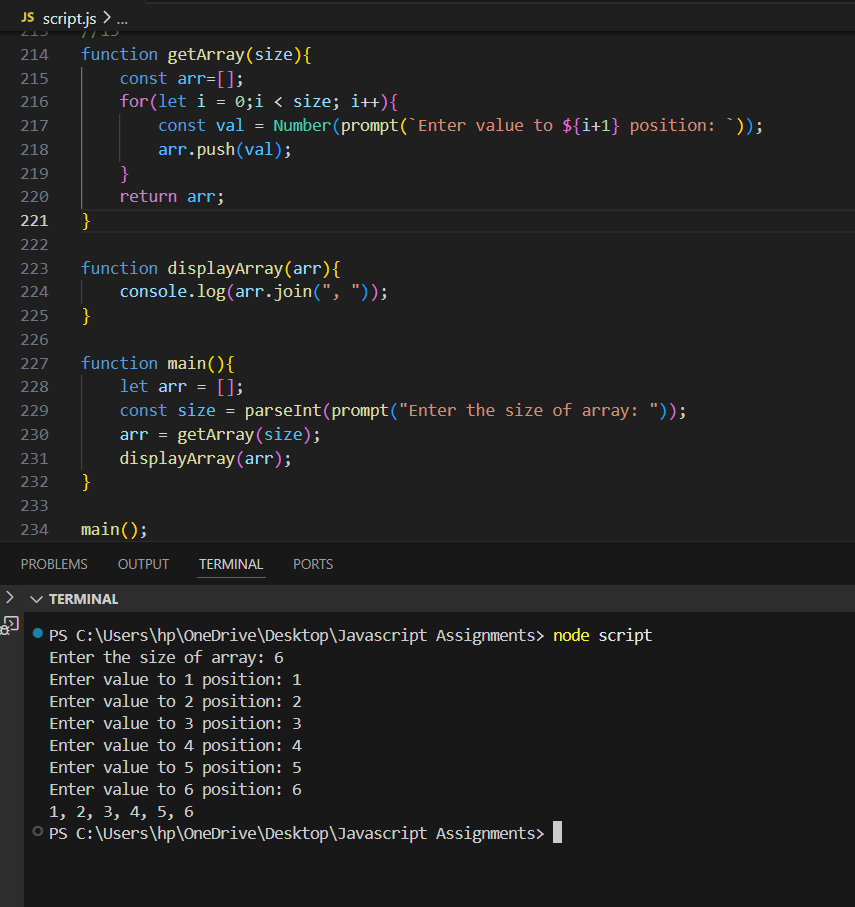 JS script.js > ...
213 //15
214 function getArray(size){
215     const arr=[];
216     for(let i = 0;i < size; i++){
217         const val = Number(prompt(`Enter value to ${i+1} position: `));
218         arr.push(val);
219     }
220     return arr;
221 }
222
223 function displayArray(arr){
224     console.log(arr.join(", "));
225 }
226
227 function main(){
228     let arr = [];
229     const size = parseInt(prompt("Enter the size of array: "));
230     arr = getArray(size);
231     displayArray(arr);
232 }
233
234 main();
PROBLEMS OUTPUT TERMINAL PORTS
TERMINAL
PS C:\Users\hp\OneDrive\Desktop\Javascript Assignments> node script
Enter the size of array: 6
Enter value to 1 position: 1
Enter value to 2 position: 2
Enter value to 3 position: 3
Enter value to 4 position: 4
Enter value to 5 position: 5
Enter value to 6 position: 6
1, 2, 3, 4, 5, 6
PS C:\Users\hp\OneDrive\Desktop\Javascript Assignments>